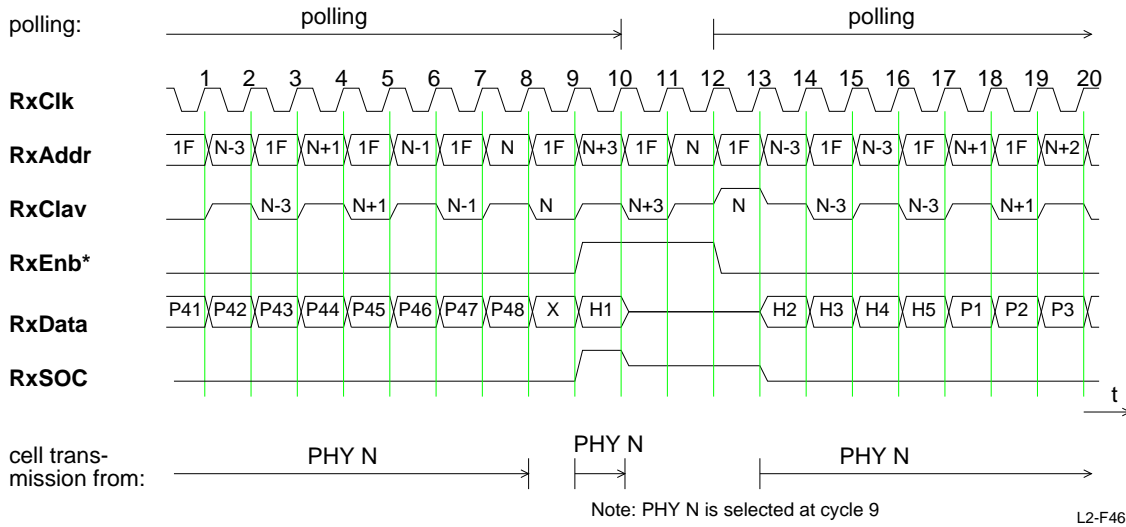 polling:
polling
polling
RxClk
1 2 3 4 5 6 7 8 9 10 11 12 13 14 15 16 17 18 19 20
RxAddr
1F N-3 1F N+1 1F N-1 1F N 1F N+3 1F N 1F N-3 1F N-3 1F N+1 1F N+2
RxClav
N-3 N+1 N-1 N N+3 N N-3 N-3 N+1
RxEnb*
RxData
P41 P42 P43 P44 P45 P46 P47 P48 X H1 H2 H3 H4 H5 P1 P2 P3
RxSOC
t
cell trans-
mission from:
PHY N
PHY N
PHY N
Note: PHY N is selected at cycle 9
L2-F46